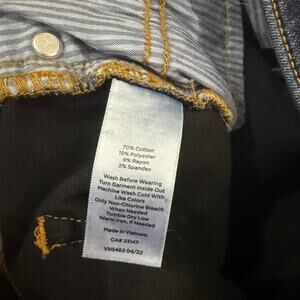 70% Cotton
19% Polyester
9% Rayon
2% Spandex
Wash Before Wearing
Turn Garment Inside Out
Machine Wash Cold With
Like Colors
Only Non-Chlorine Bleach
When Needed
Tumble Dry Low
Warm Iron, If Needed
Made in Vietnam
CA# 23147
VN5463 04/22